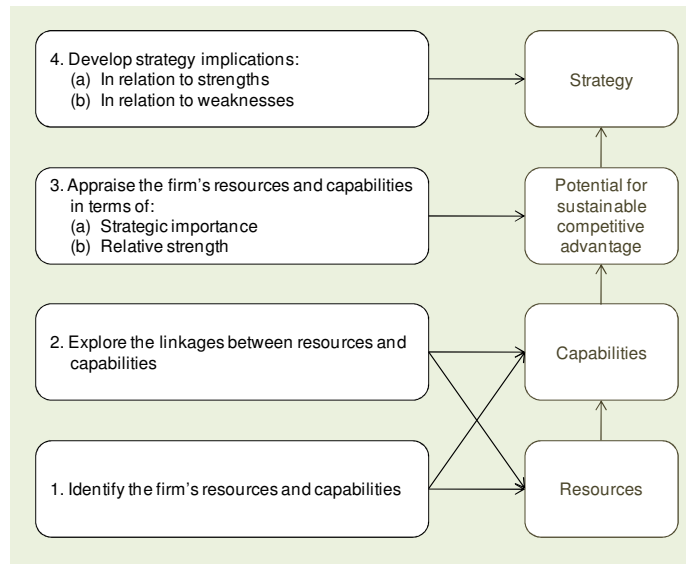 4. Develop strategy implications:
(a) In relation to strengths
(b) In relation to weaknesses
Strategy
3. Appraise the firm's resources and capabilities
in terms of:
(a) Strategic importance
(b) Relative strength
Potential for
sustainable
competitive
advantage
2. Explore the linkages between resources and
capabilities
Capabilities
1. Identify the firm's resources and capabilities
Resources